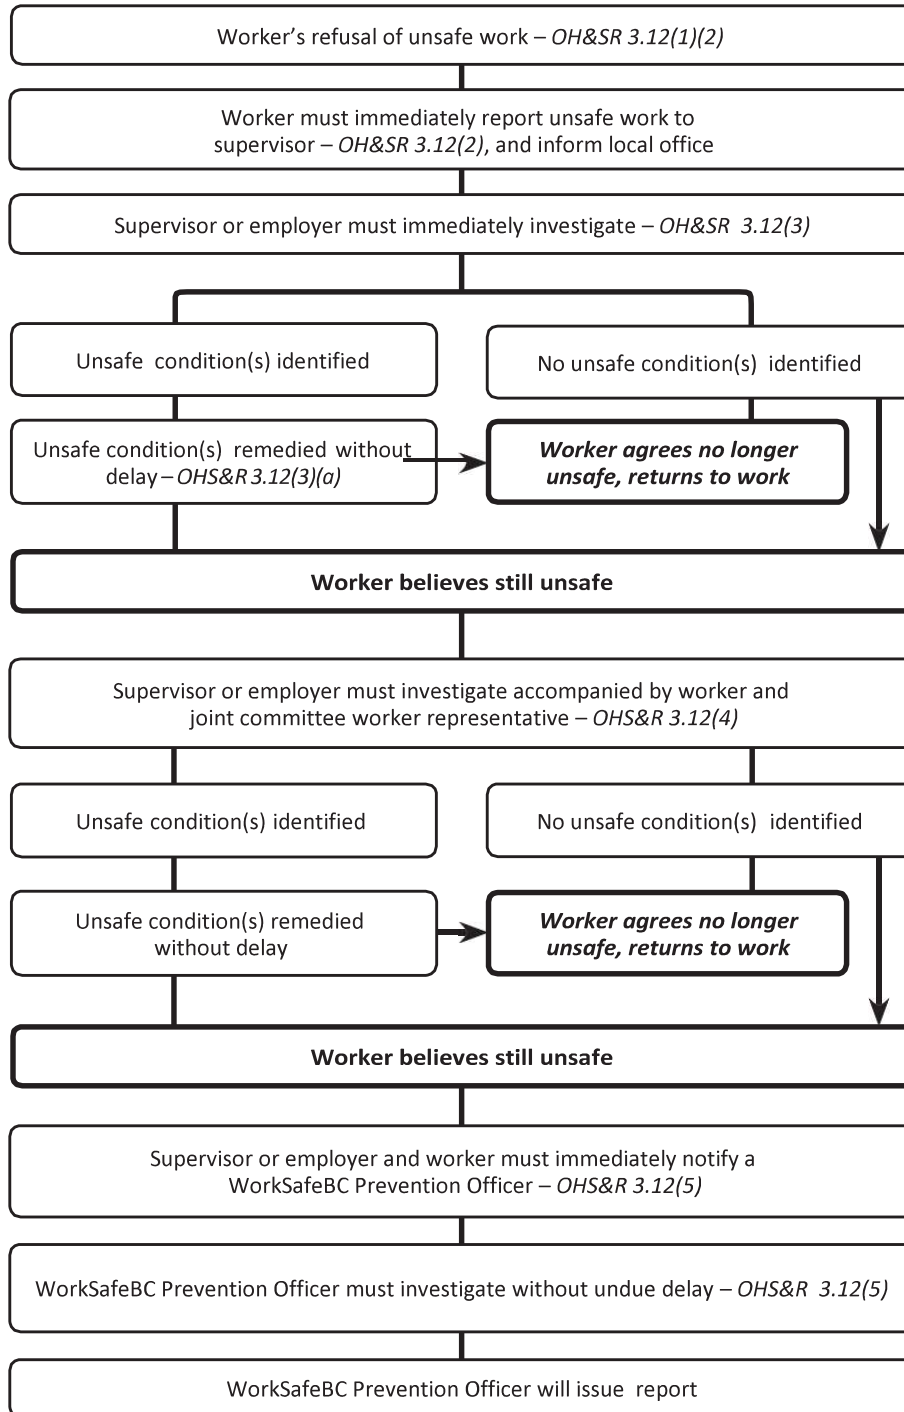 Worker’s refusal of unsafe work – OH&SR 3.12(1)(2)
Worker must immediately report unsafe work to
supervisor – OH&SR 3.12(2), and inform local office
Supervisor or employer must immediately investigate – OH&SR 3.12(3)
Unsafe condition(s) identified
No unsafe condition(s) identified
Unsafe condition(s) remedied without
delay – OHS&R 3.12(3)(a)
Worker agrees no longer
unsafe, returns to work
Worker believes still unsafe
Supervisor or employer must investigate accompanied by worker and
joint committee worker representative – OHS&R 3.12(4)
Unsafe condition(s) identified
No unsafe condition(s) identified
Unsafe condition(s) remedied
without delay
Worker agrees no longer
unsafe, returns to work
Worker believes still unsafe
Supervisor or employer and worker must immediately notify a
WorkSafeBC Prevention Officer – OHS&R 3.12(5)
WorkSafeBC Prevention Officer must investigate without undue delay – OHS&R 3.12(5)
WorkSafeBC Prevention Officer will issue report